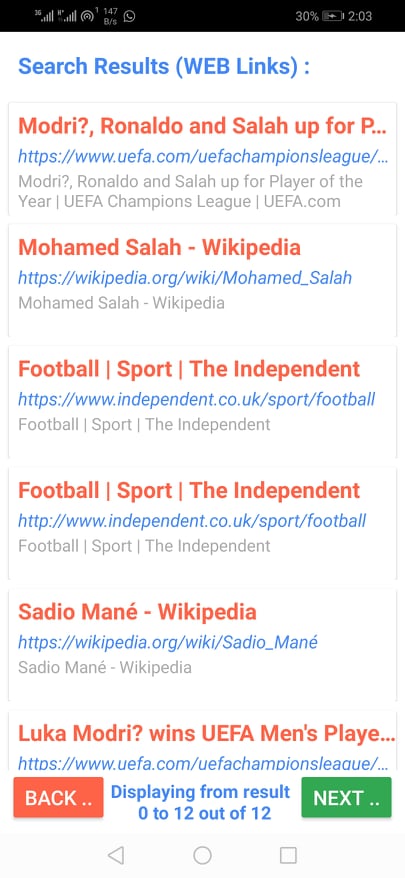 3G H+ 1 147 B/s 30% 2:03
Search Results (WEB Links) :
Modri?, Ronaldo and Salah up for P...
https://www.uefa.com/uefachampionsleague/...
Modri?, Ronaldo and Salah up for Player of the
Year | UEFA Champions League | UEFA.com
Mohamed Salah - Wikipedia
https://wikipedia.org/wiki/Mohamed_Salah
Mohamed Salah - Wikipedia
Football | Sport | The Independent
https://www.independent.co.uk/sport/football
Football | Sport | The Independent
Football | Sport | The Independent
http://www.independent.co.uk/sport/football
Football | Sport | The Independent
Sadio Mané - Wikipedia
https://wikipedia.org/wiki/Sadio_Mané
Sadio Mané - Wikipedia
Luka Modri? wins UEFA Men's Playe...
https://www.uefa.com/uefachampionsleague/...
BACK ..
Displaying from result
0 to 12 out of 12
NEXT ..